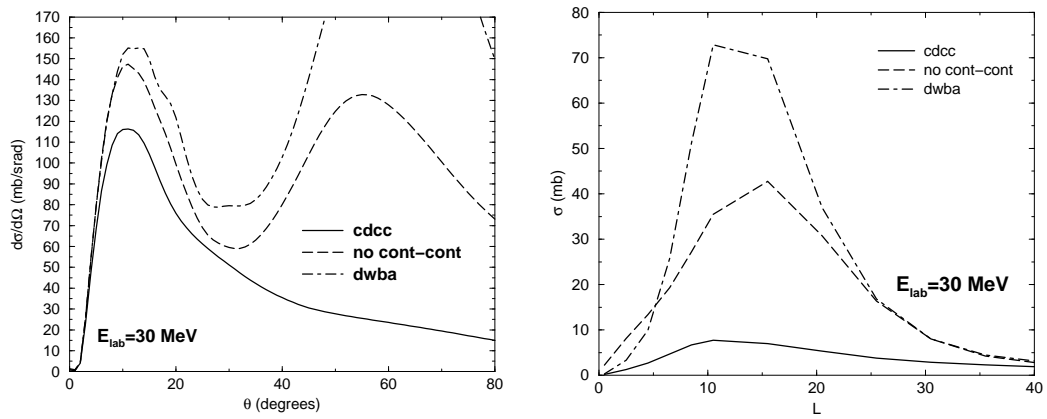 170
160
150
140
130
120
110
100
90
80
70
60
50
40
30
20
10
0
dσ/dΩ (mb/srad)
cdcc
no cont−cont
dwba
E_lab=30 MeV
0 20 40 60 80
θ (degrees)
80
70
60
50
40
30
20
10
0
σ (mb)
cdcc
no cont−cont
dwba
E_lab=30 MeV
0 10 20 30 40
L